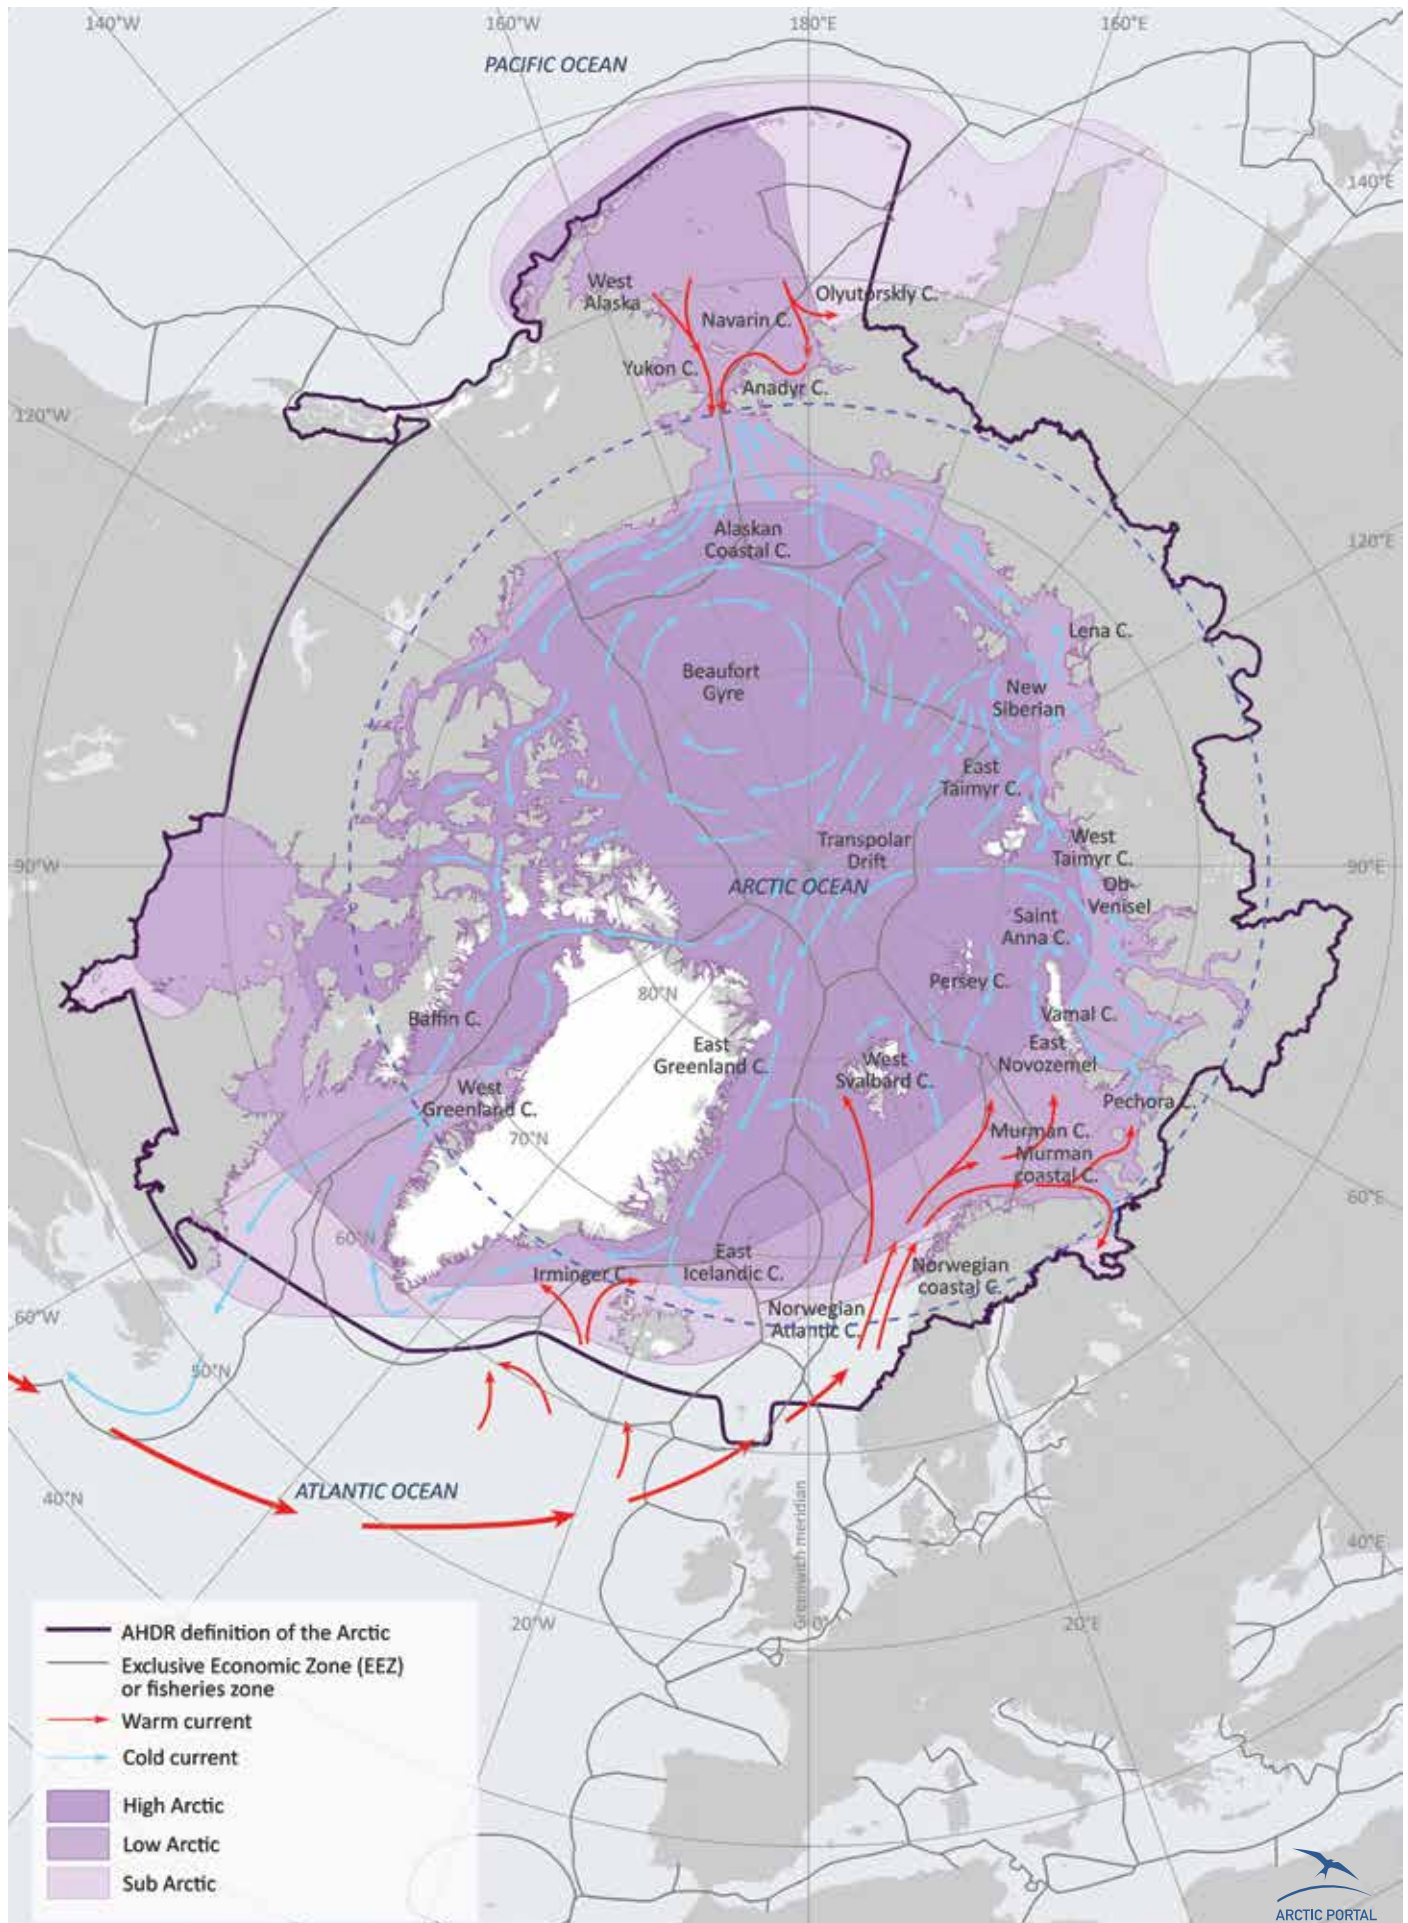 140°W
160°W
180°E
160°E
PACIFIC OCEAN
140°E
West
Alaska
Olyutorskiy C.
Navarin C.
Yukon C.
Anadyr C.
120°W
Alaskan
Coastal C.
120°E
Lena C.
Beaufort
Gyre
New
Siberian
East
Taimyr C.
Transpolar
Drift
West
Taimyr C.
90°W
90°E
ARCTIC OCEAN
Ob-
Venisel
Saint
Anna C.
Persey C.
80°N
Baffin C.
Vamal C.
East
Greenland C.
West
Svalbard C.
East
Novozemel
West
Greenland C.
Pechora C.
70°N
Murman C.
Murman
coastal C.
60°E
60°N
East
Icelandic C.
Irminger C.
Norwegian
coastal C.
60°W
Norwegian
Atlantic C.
50°N
ATLANTIC OCEAN
40°N
Greenwich meridian
40°E
20°W
0°
20°E
AHDR definition of the Arctic
Exclusive Economic Zone (EEZ)
or fisheries zone
Warm current
Cold current
High Arctic
Low Arctic
Sub Arctic
ARCTIC PORTAL